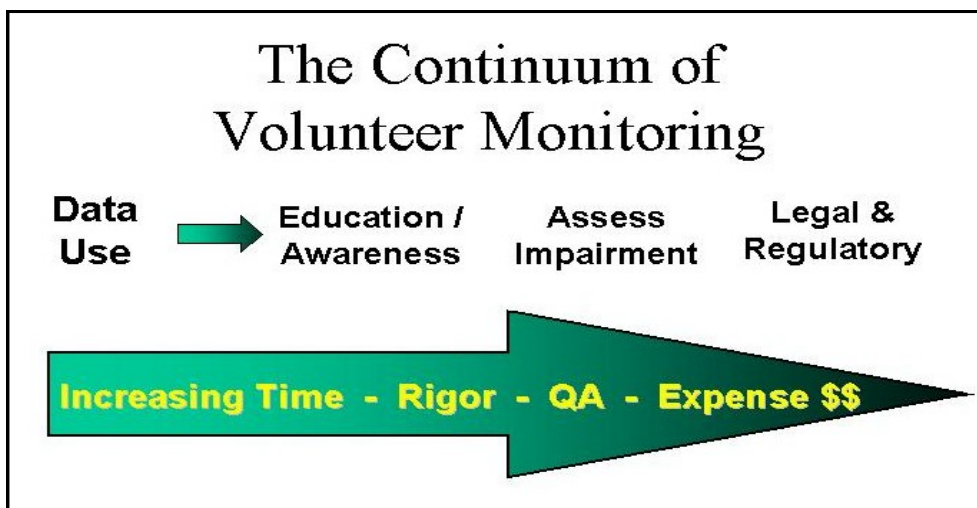 The Continuum of
Volunteer Monitoring
Data
Use
Education /
Awareness
Assess
Impairment
Legal &
Regulatory
Increasing Time - Rigor - QA - Expense $$